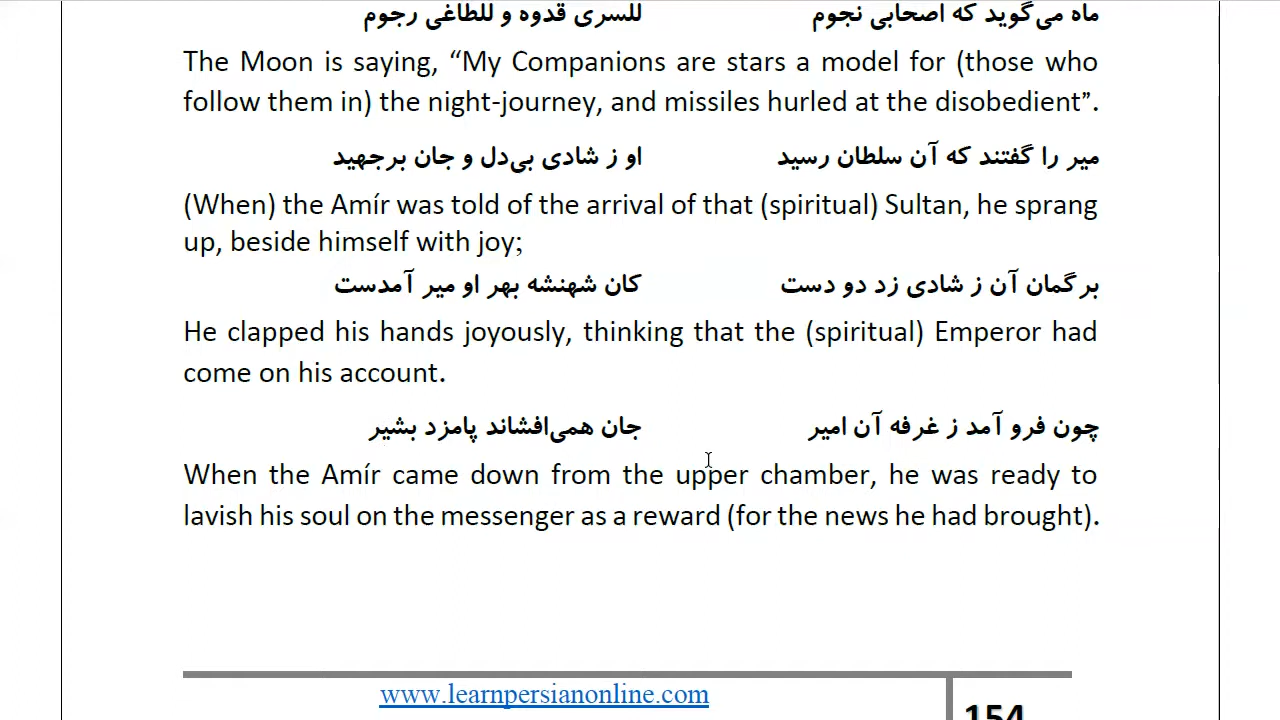 ماه می‌گوید که اصحابی نجوم للسری قدوه و للطاغی رجوم
The Moon is saying, “My Companions are stars a model for (those who
follow them in) the night-journey, and missiles hurled at the disobedient”.
میر را گفتند که آن سلطان رسید او ز شادی بی‌دل و جان برجهید
(When) the Amír was told of the arrival of that (spiritual) Sultan, he sprang
up, beside himself with joy;
بر گمان آن ز شادی زد دو دست کان شهنشه بهر او میر آمدست
He clapped his hands joyously, thinking that the (spiritual) Emperor had
come on his account.
چون فرو آمد ز غرفه آن امیر جان همی‌افشاند پامزد بشیر
When the Amír came down from the upper chamber, he was ready to
lavish his soul on the messenger as a reward (for the news he had brought).
www.learnpersianonline.com
154